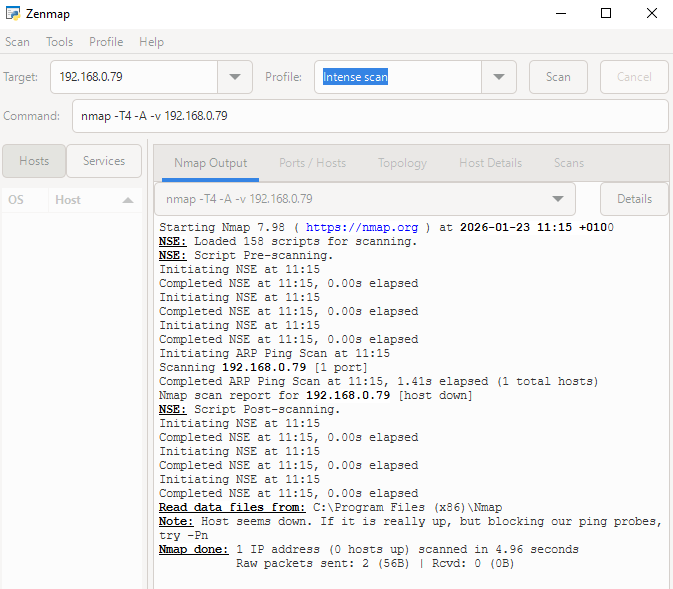 Zenmap
Scan Tools Profile Help
Target: 192.168.0.79 Profile: Intense scan Scan Cancel
Command: nmap -T4 -A -v 192.168.0.79
Hosts Services Nmap Output Ports / Hosts Topology Host Details Scans
OS Host
nmap -T4 -A -v 192.168.0.79 Details
Starting Nmap 7.98 ( https://nmap.org ) at 2026-01-23 11:15 +0100
NSE: Loaded 158 scripts for scanning.
NSE: Script Pre-scanning.
Initiating NSE at 11:15
Completed NSE at 11:15, 0.00s elapsed
Initiating NSE at 11:15
Completed NSE at 11:15, 0.00s elapsed
Initiating NSE at 11:15
Completed NSE at 11:15, 0.00s elapsed
Initiating ARP Ping Scan at 11:15
Scanning 192.168.0.79 [1 port]
Completed ARP Ping Scan at 11:15, 1.41s elapsed (1 total hosts)
Nmap scan report for 192.168.0.79 [host down]
NSE: Script Post-scanning.
Initiating NSE at 11:15
Completed NSE at 11:15, 0.00s elapsed
Initiating NSE at 11:15
Completed NSE at 11:15, 0.00s elapsed
Initiating NSE at 11:15
Completed NSE at 11:15, 0.00s elapsed
Read data files from: C:\Program Files (x86)\Nmap
Note: Host seems down. If it is really up, but blocking our ping probes,
try -Pn
Nmap done: 1 IP address (0 hosts up) scanned in 4.96 seconds
Raw packets sent: 2 (56B) | Rcvd: 0 (0B)